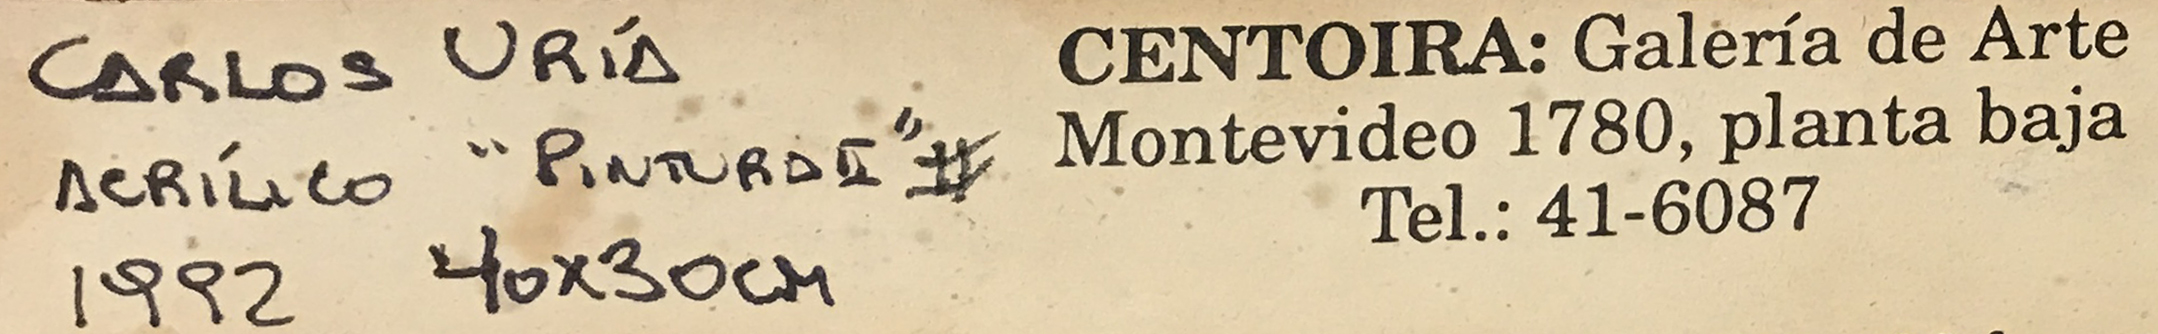 CARLOS URÍA
ACRÍLICO "PINTURA II"
1992 40x30CM
CENTOIRA: Galería de Arte
Montevideo 1780, planta baja
Tel.: 41-6087